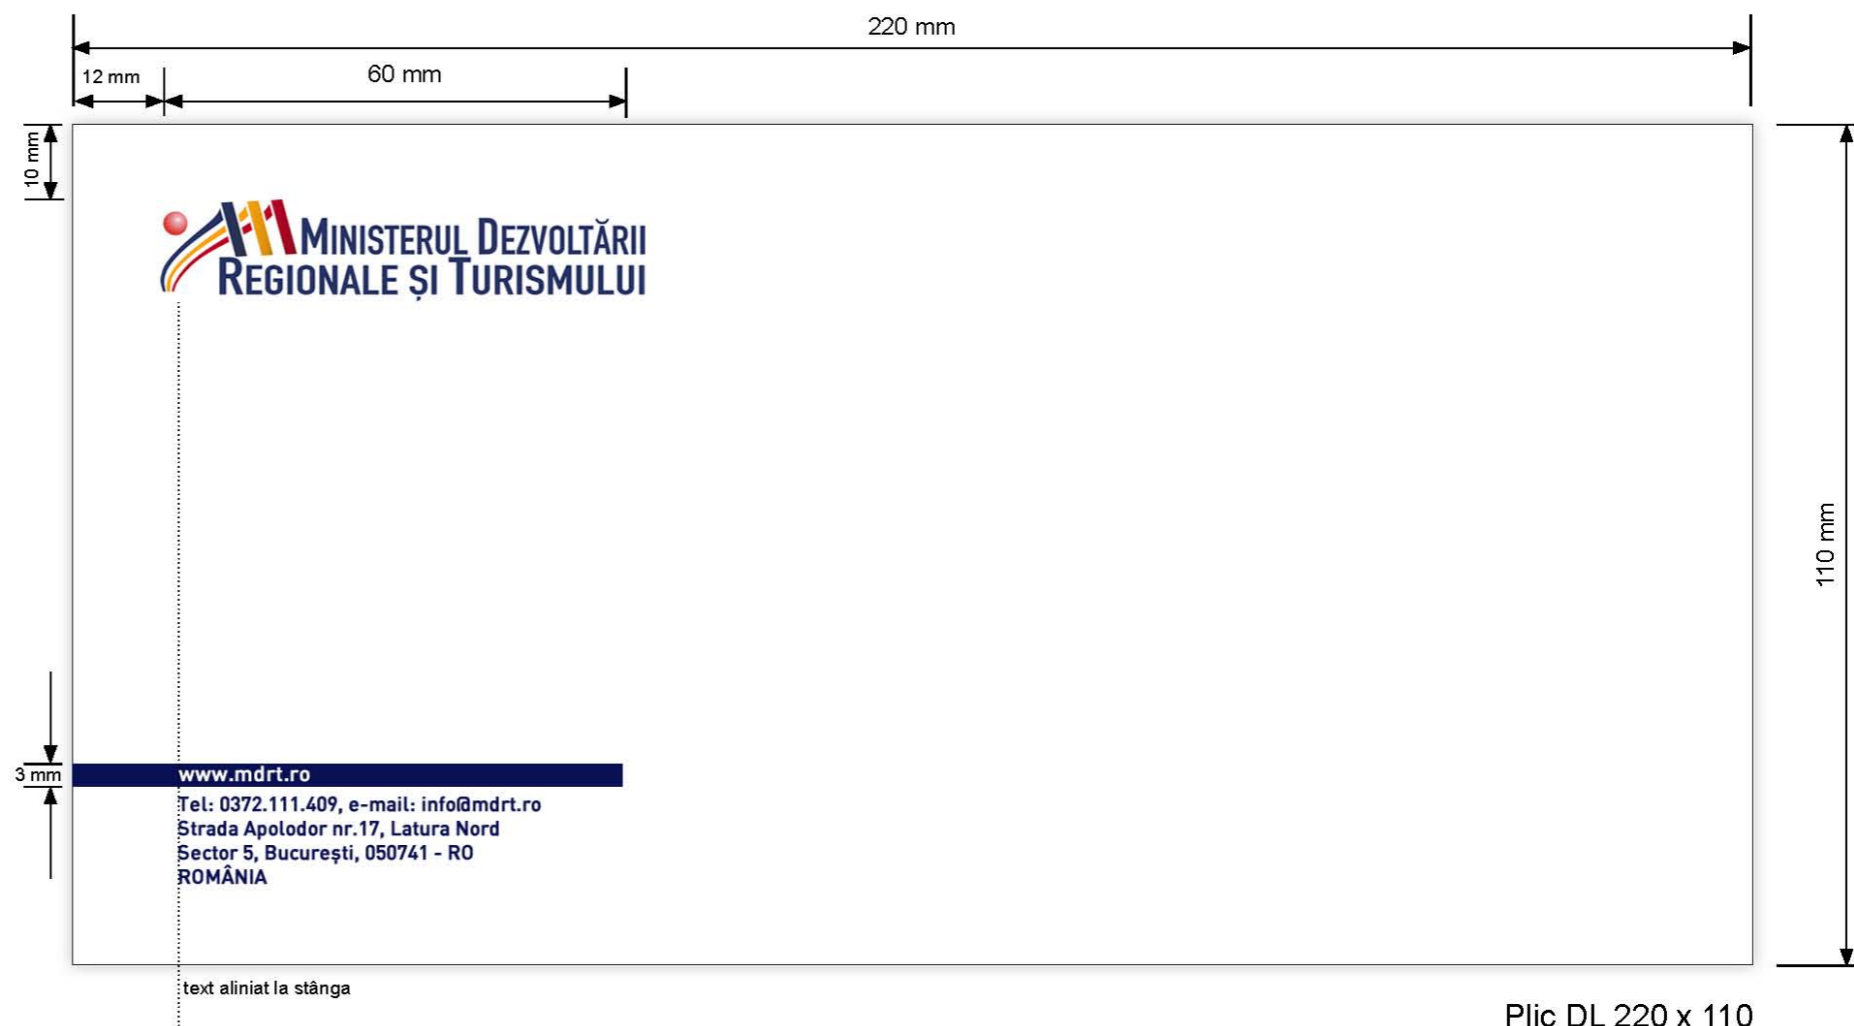 220 mm
12 mm
60 mm
10 mm
MINISTERUL DEZVOLTĂRII
REGIONALE ȘI TURISMULUI
110 mm
3 mm
www.mdrt.ro
Tel: 0372.111.409, e-mail: info@mdrt.ro
Strada Apolodor nr.17, Latura Nord
Sector 5, București, 050741 - RO
ROMÂNIA
text aliniat la stânga
Plic DL 220 x 110